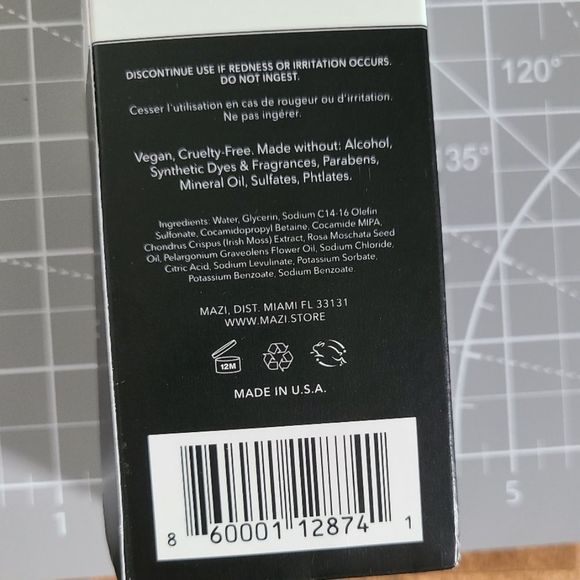 DISCONTINUE USE IF REDNESS OR IRRITATION OCCURS.
DO NOT INGEST.
Cesser l'utilisation en cas de rougeur ou d'irritation.
Ne pas ingérer.
Vegan, Cruelty-Free. Made without: Alcohol,
Synthetic Dyes & Fragrances, Parabens,
Mineral Oil, Sulfates, Phtlates.
Ingredients: Water, Glycerin, Sodium C14-16 Olefin
Sulfonate, Cocamidopropyl Betaine, Cocamide MIPA,
Chondrus Crispus (Irish Moss) Extract, Rosa Moschata Seed
Oil, Pelargonium Graveolens Flower Oil, Sodium Chloride,
Citric Acid, Sodium Levulinate, Potassium Sorbate,
Potassium Benzoate, Sodium Benzoate.
MAZI, DIST. MIAMI FL 33131
WWW.MAZI.STORE
12M
MADE IN U.S.A.
8 60001 12874 1
120°
35°
1
5